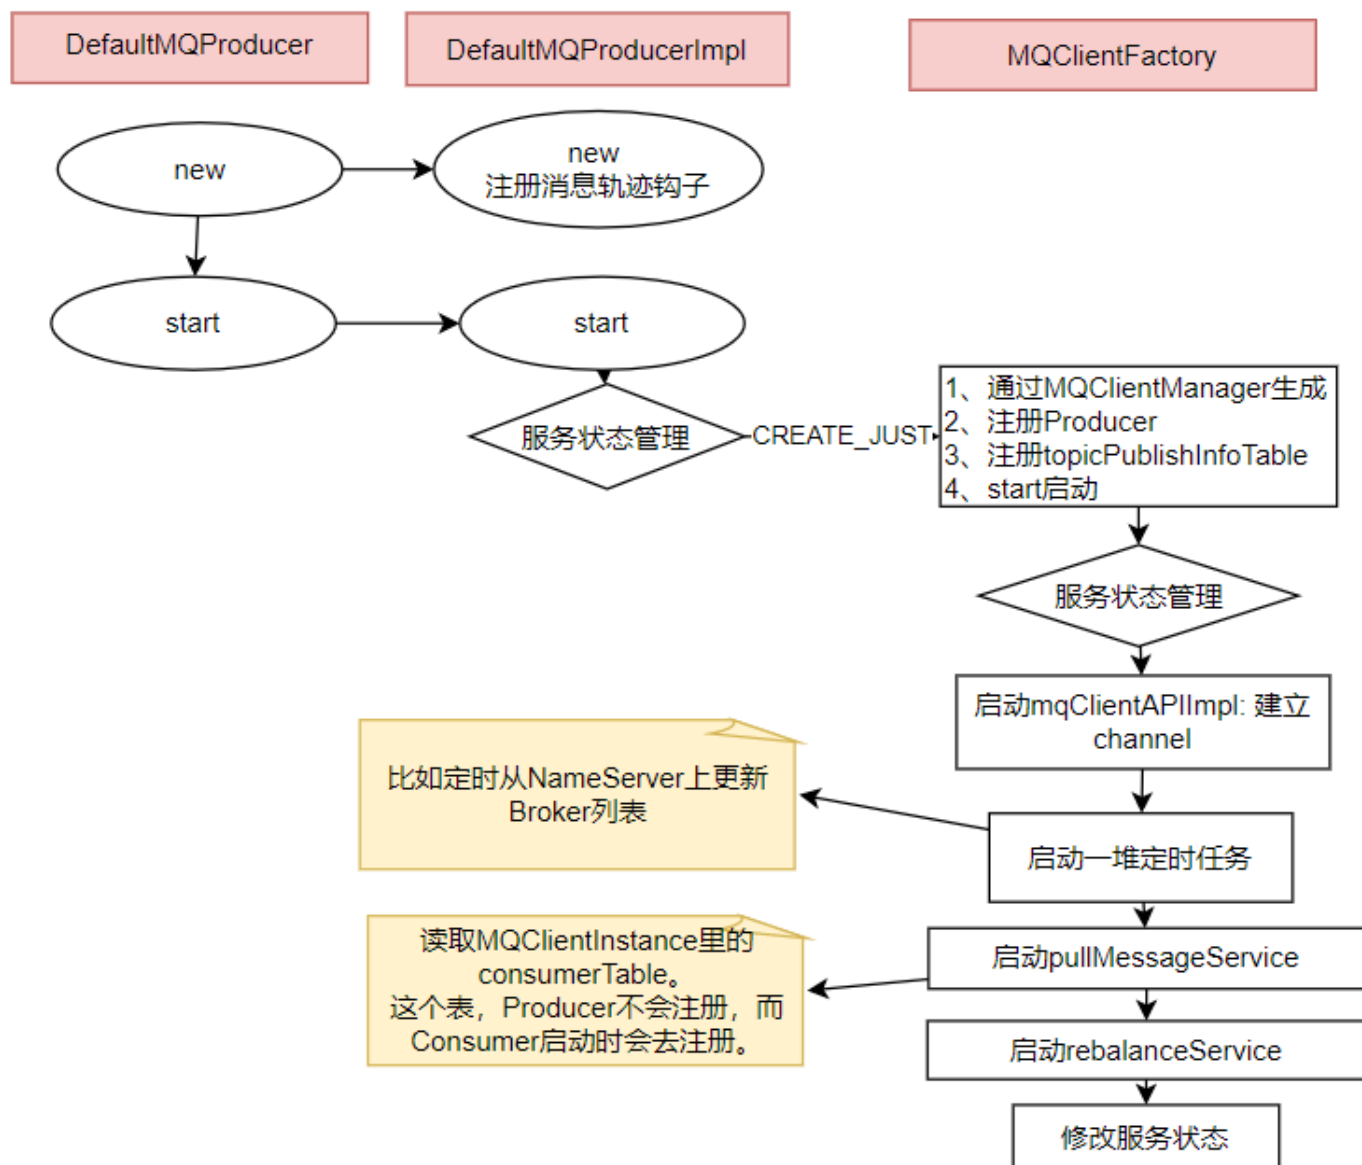 DefaultMQProducer
DefaultMQProducerImpl
MQClientFactory
new
new
注册消息轨迹钩子
start
start
服务状态管理
CREATE_JUST
1、通过MQClientManager生成
2、注册Producer
3、注册topicPublishInfoTable
4、start启动
服务状态管理
启动mqClientAPIImpl: 建立
channel
比如定时从NameServer上更新
Broker列表
启动一堆定时任务
读取MQClientInstance里的
consumerTable。
这个表，Producer不会注册，而
Consumer启动时会去注册。
启动pullMessageService
启动rebalanceService
修改服务状态